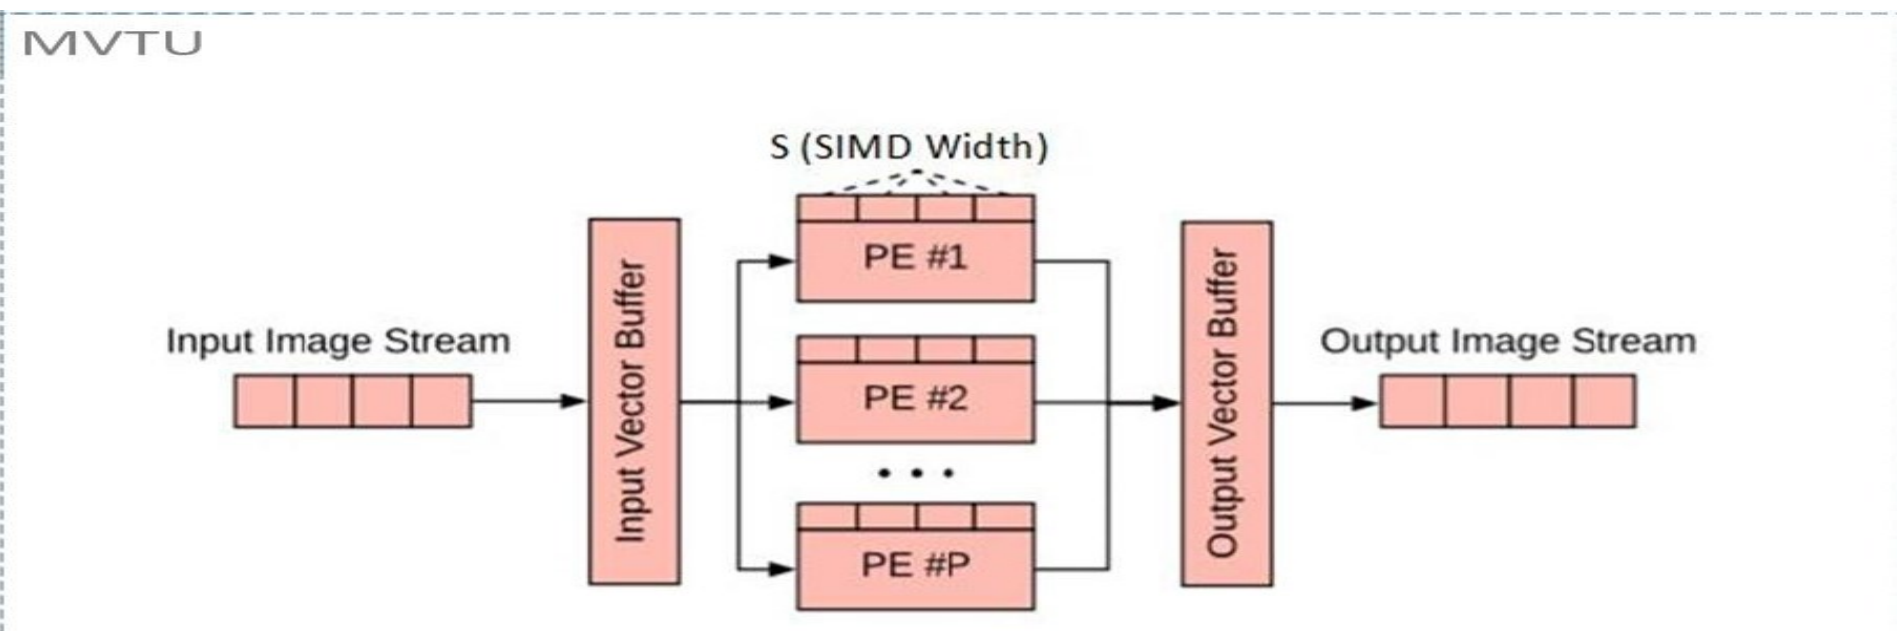 MVTU
S (SIMD Width)
PE #1
Input Vector Buffer
Output Vector Buffer
Input Image Stream
Output Image Stream
PE #2
...
PE #P